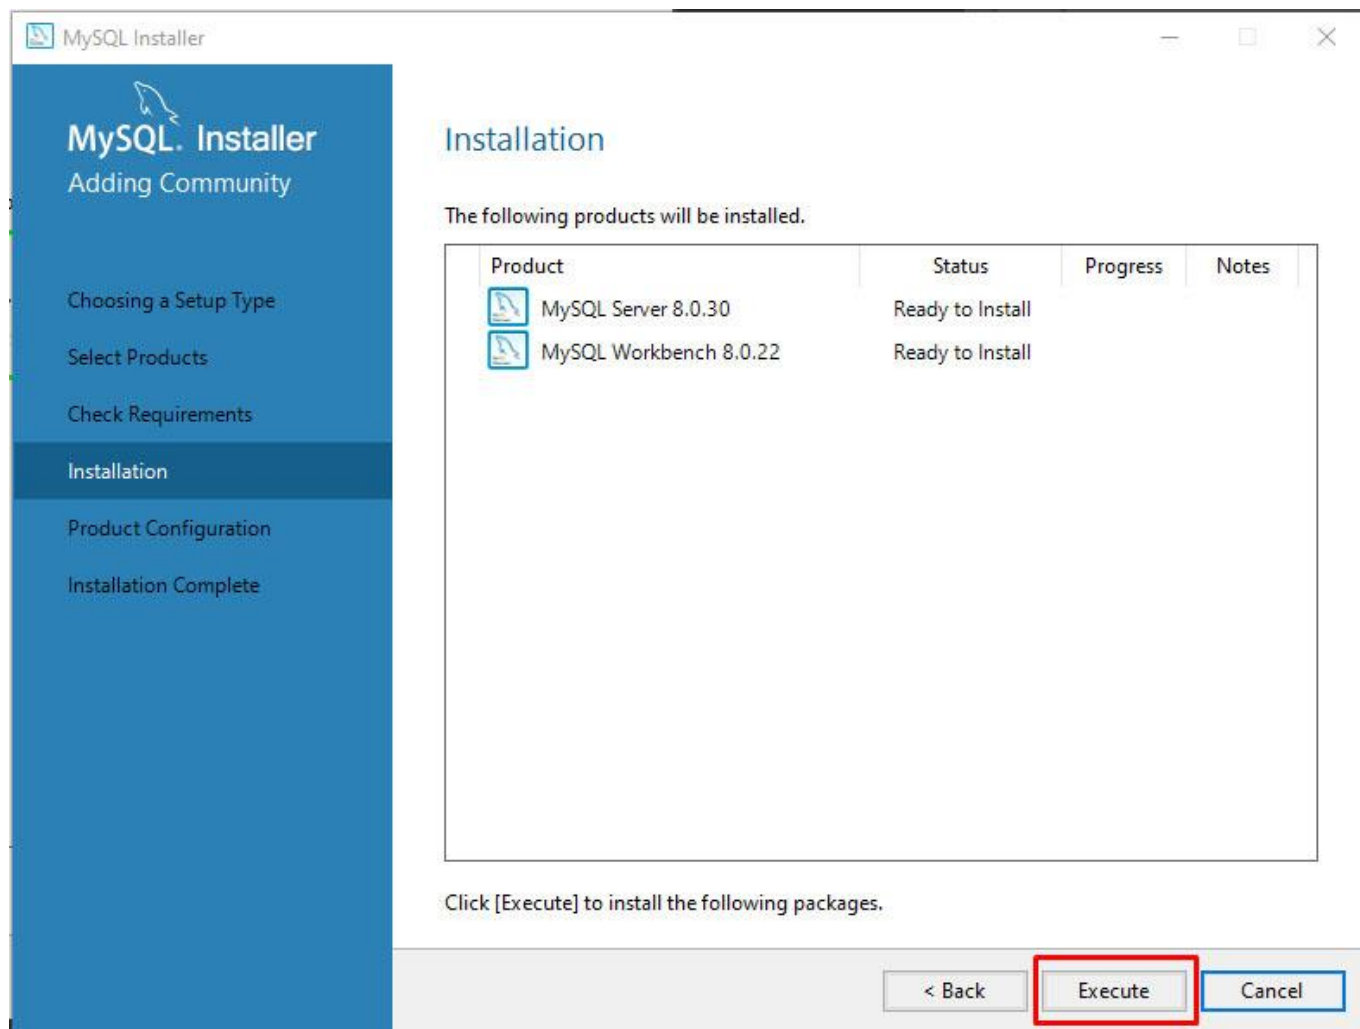 MySQL Installer
MySQL. Installer
Adding Community
Choosing a Setup Type
Select Products
Check Requirements
Installation
Product Configuration
Installation Complete
Installation
The following products will be installed.
Product Status Progress Notes
MySQL Server 8.0.30 Ready to Install
MySQL Workbench 8.0.22 Ready to Install
Click [Execute] to install the following packages.
< Back Execute Cancel